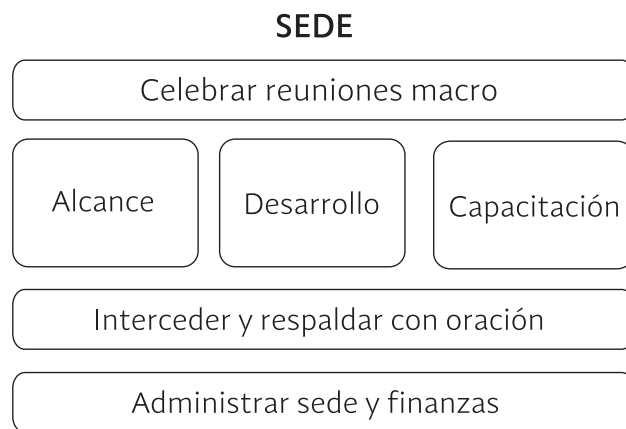 SEDE
Celebrar reuniones macro
Alcance
Desarrollo
Capacitación
Interceder y respaldar con oración
Administrar sede y finanzas